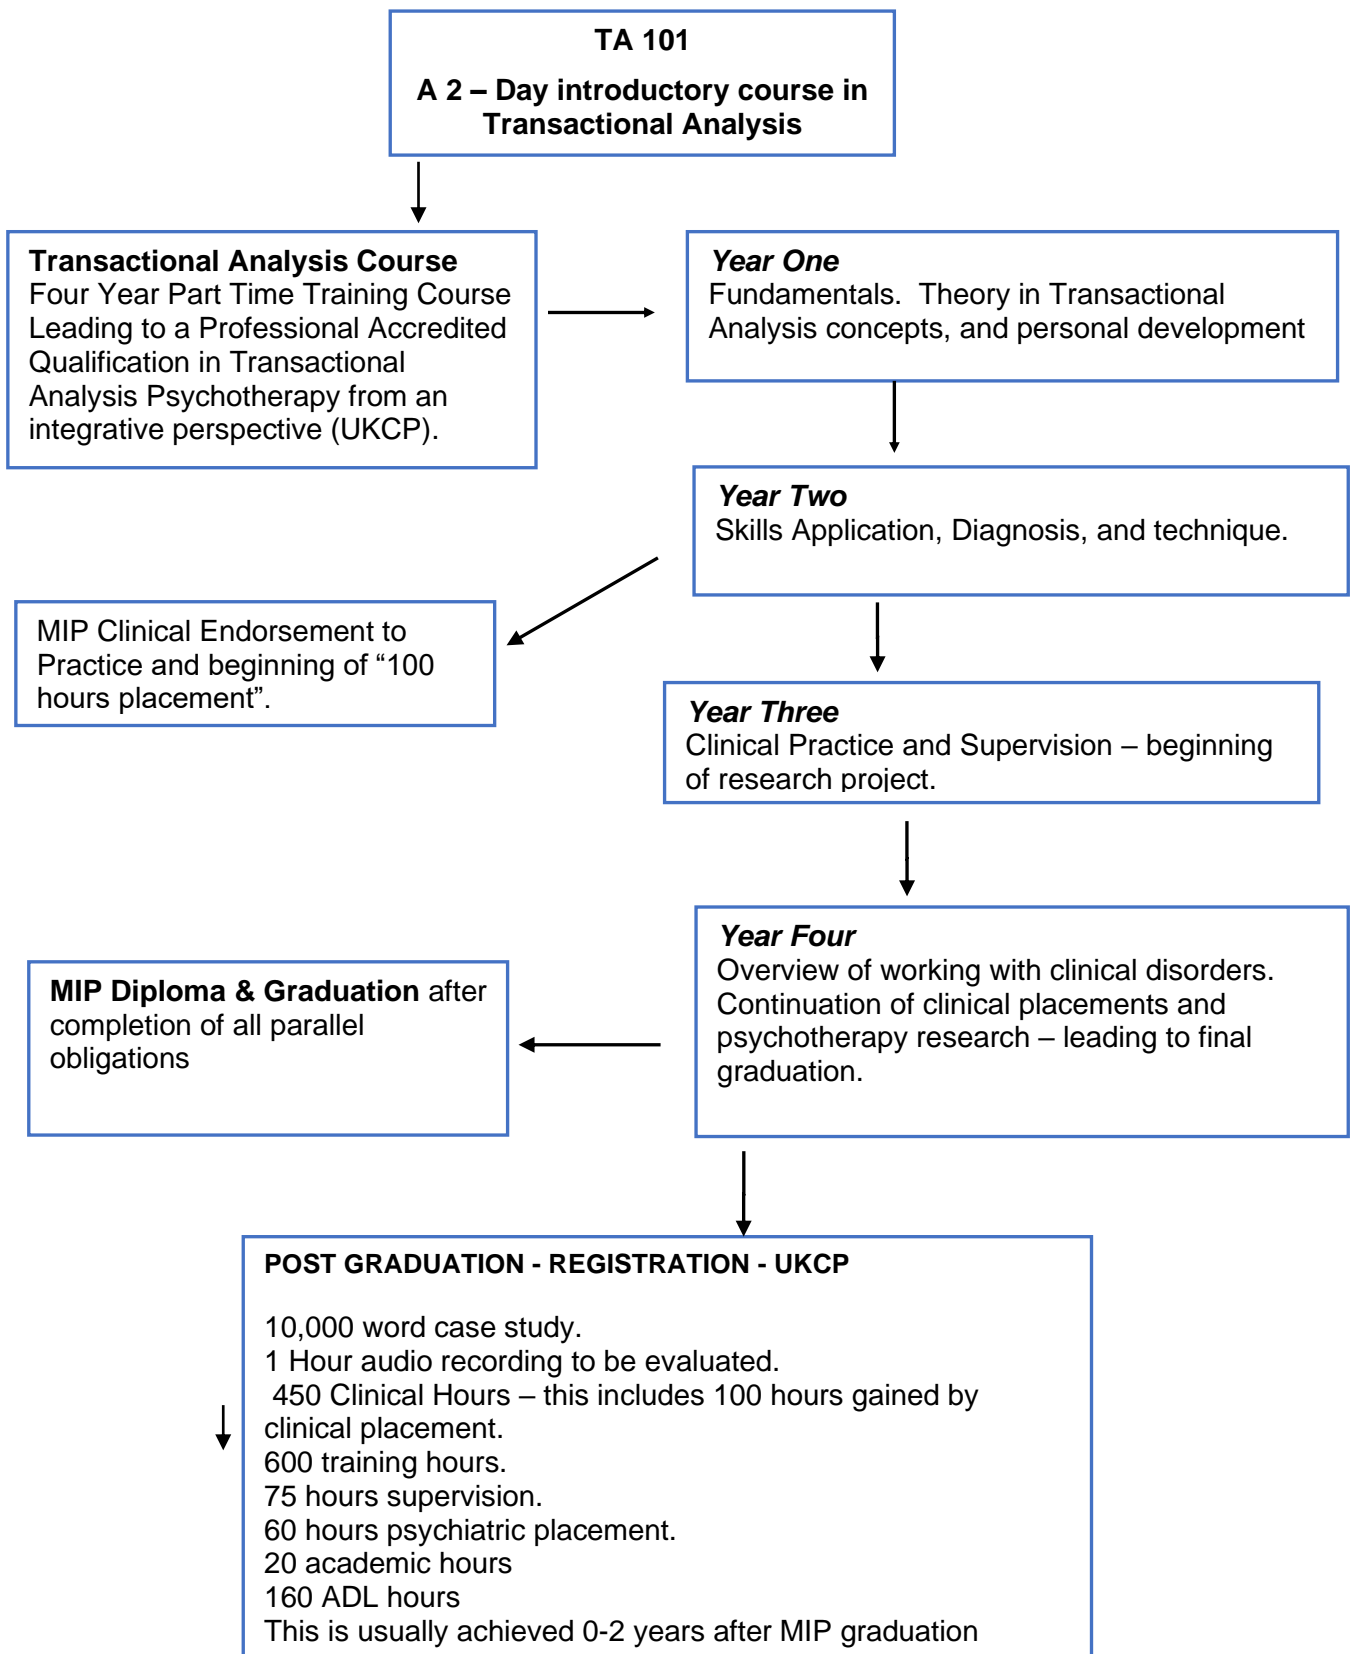 TA 101
A 2 – Day introductory course in
Transactional Analysis
Transactional Analysis Course
Four Year Part Time Training Course
Leading to a Professional Accredited
Qualification in Transactional
Analysis Psychotherapy from an
integrative perspective (UKCP).
Year One
Fundamentals.  Theory in Transactional
Analysis concepts, and personal development
Year Two
Skills Application, Diagnosis, and technique.
MIP Clinical Endorsement to
Practice and beginning of “100
hours placement”.
Year Three
Clinical Practice and Supervision – beginning
of research project.
Year Four
Overview of working with clinical disorders.
Continuation of clinical placements and
psychotherapy research – leading to final
graduation.
MIP Diploma & Graduation after
completion of all parallel
obligations
POST GRADUATION - REGISTRATION - UKCP
10,000 word case study.
1 Hour audio recording to be evaluated.
450 Clinical Hours – this includes 100 hours gained by
clinical placement.
600 training hours.
75 hours supervision.
60 hours psychiatric placement.
20 academic hours
160 ADL hours
This is usually achieved 0-2 years after MIP graduation